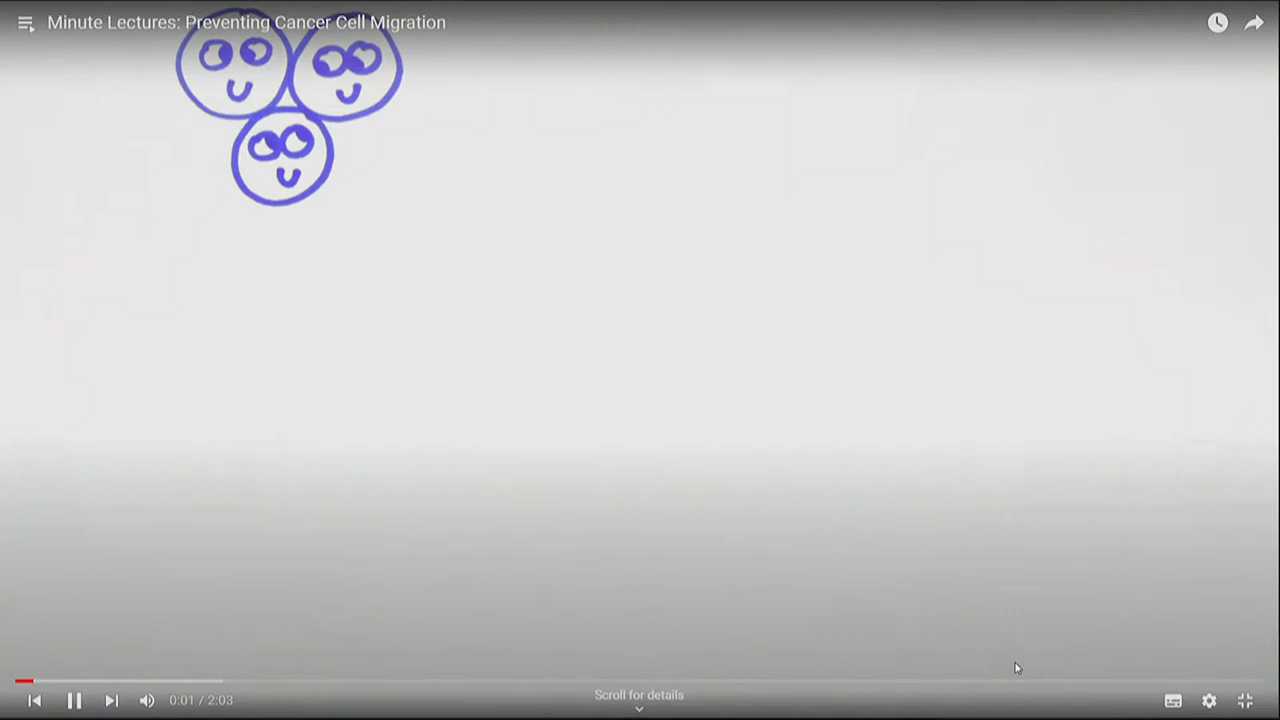 Minute Lectures: Preventing Cancer Cell Migration
0:01 / 2:03
Scroll for details